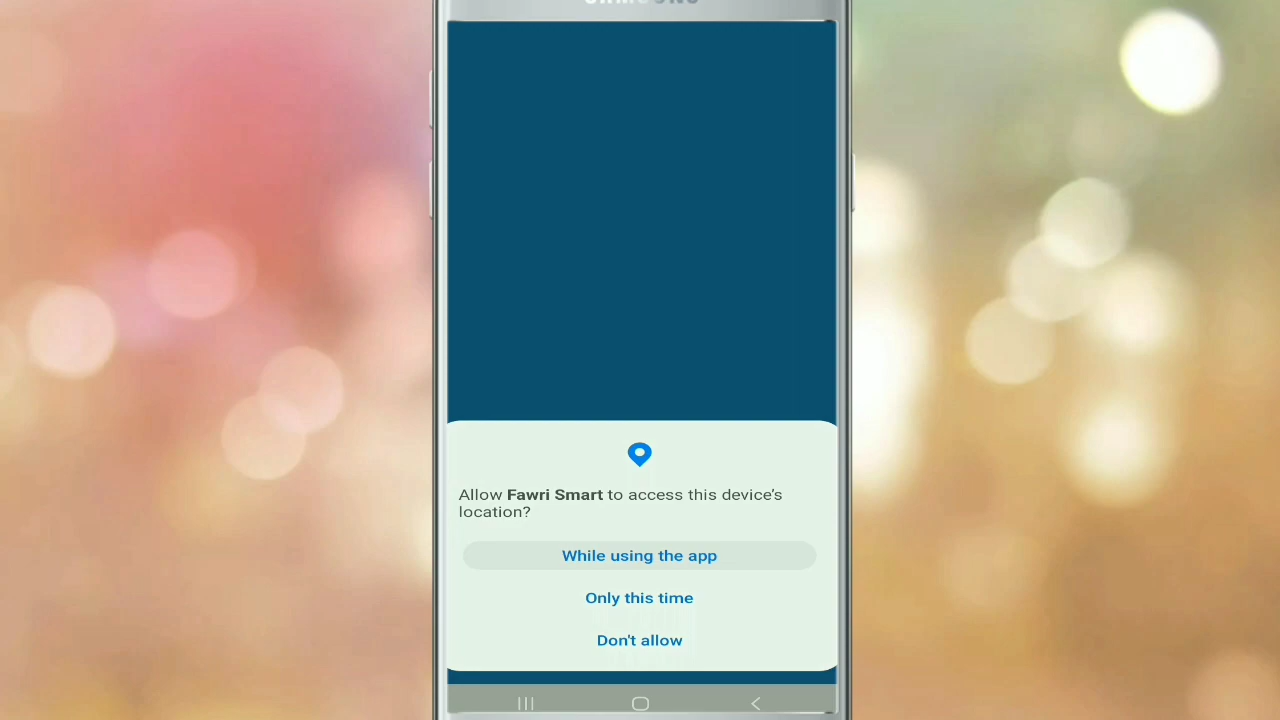 Allow Fawri Smart to access this device's
location?
While using the app
Only this time
Don't allow